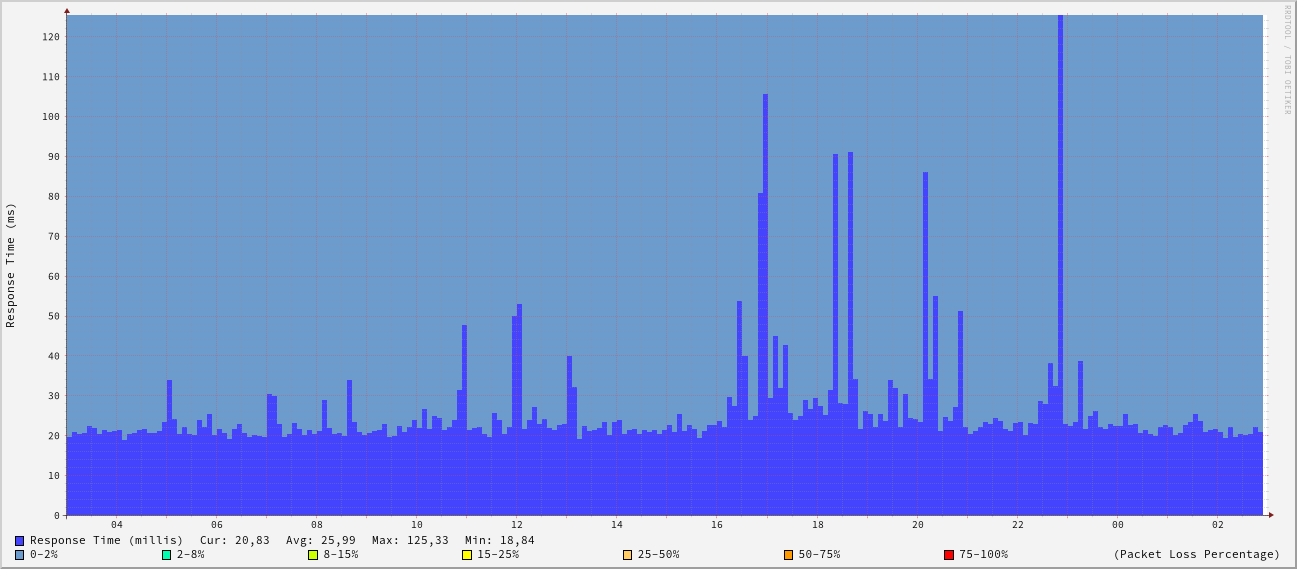 RRDTOOL / TOBI OETIKER
Response Time (ms)
120
110
100
90
80
70
60
50
40
30
20
10
0
04 06 08 10 12 14 16 18 20 22 00 02
Response Time (millis) Cur: 20,83 Avg: 25,99 Max: 125,33 Min: 18,84
0-2% 2-8% 8-15% 15-25% 25-50% 50-75% 75-100% (Packet Loss Percentage)